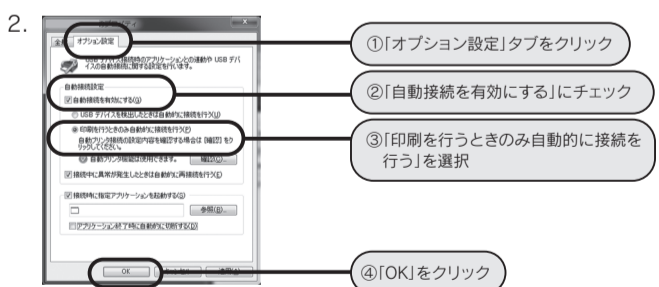 2.
オプション設定
USB デバイス接続時のアプリケーションとの連動や USB デバイスの自動接続に関する設定を行います。
①「オプション設定」タブをクリック
自動接続設定
自動接続を有効にする(Q)
②「自動接続を有効にする」にチェック
USB デバイスを検出したときは自動的に接続を行う(U)
印刷を行うときのみ自動的に接続を行う(P)
自動プリンタ接続の設定内容を確認する場合は [確認] をク
リックしてください。
③「印刷を行うときのみ自動的に接続を
行う」を選択
自動プリンタ機能は使用できます。
接続中に異常が発生したときは自動的に再接続を行う(E)
接続時に指定アプリケーションを起動する(G)
参照(B)...
アプリケーション終了時に自動的に切断する(D)
OK
④「OK」をクリック